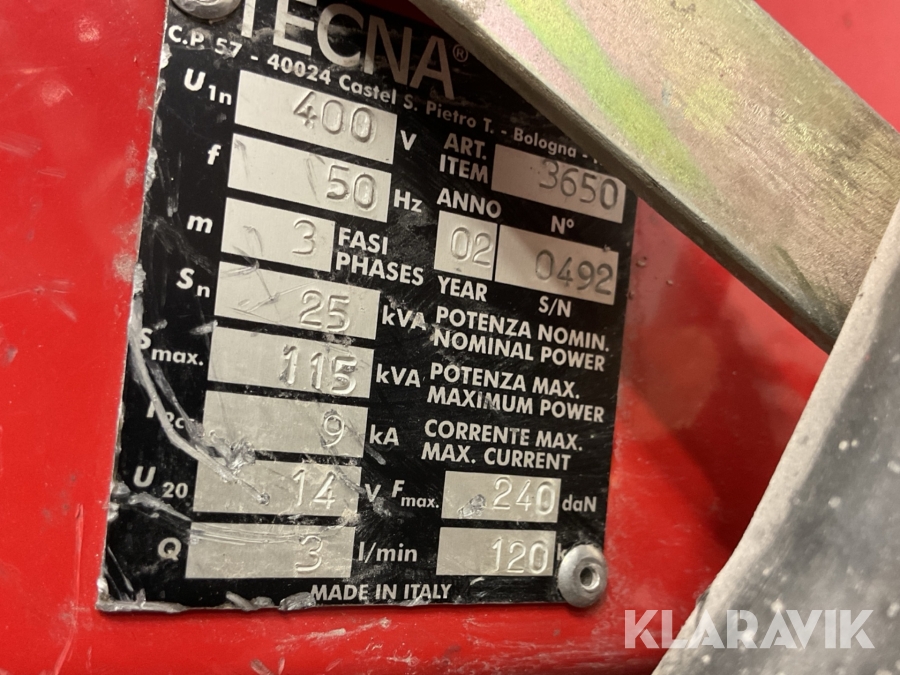 TECNA®
C.P. 57 - 40024 Castel S. Pietro T. - Bologna -
U1n 400 V ART. ITEM 3650
f 50 Hz ANNO 02 YEAR N° 0492 S/N
m 3 FASI PHASES
Sn 25 kVA POTENZA NOMIN. NOMINAL POWER
Smax. 115 kVA POTENZA MAX. MAXIMUM POWER
9 kA CORRENTE MAX. MAX. CURRENT
U20 14 V Fmax. 240 daN
Q 3 l/min 120
MADE IN ITALY
KLARAVIK